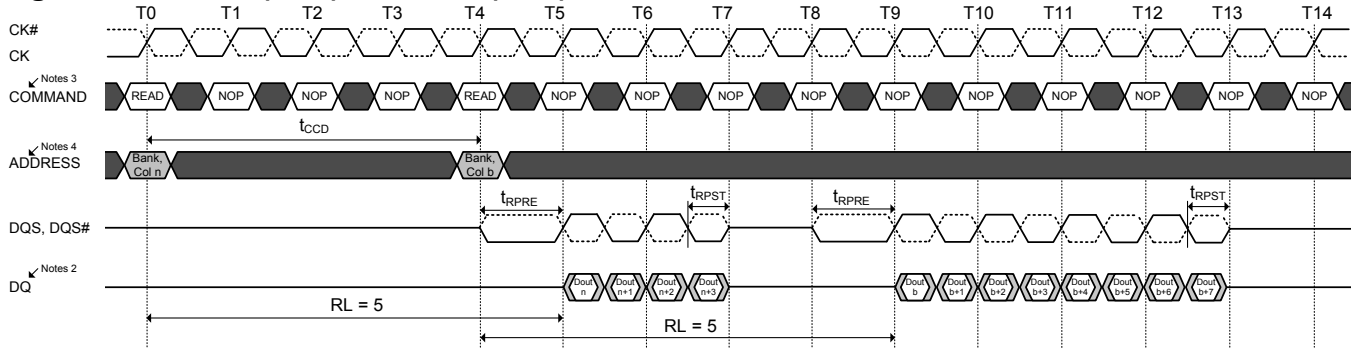 T0 T1 T2 T3 T4 T5 T6 T7 T8 T9 T10 T11 T12 T13 T14
CK#
CK
Notes 3
COMMAND READ NOP NOP NOP READ NOP NOP NOP NOP NOP NOP NOP NOP NOP NOP
tCCD
Notes 4
ADDRESS Bank, Col n Bank, Col b
tRPRE tRPST tRPRE tRPST
DQS, DQS#
Notes 2
DQ Dout n Dout n+1 Dout n+2 Dout n+3 Dout b Dout b+1 Dout b+2 Dout b+3 Dout b+4 Dout b+5 Dout b+6 Dout b+7
RL = 5
RL = 5